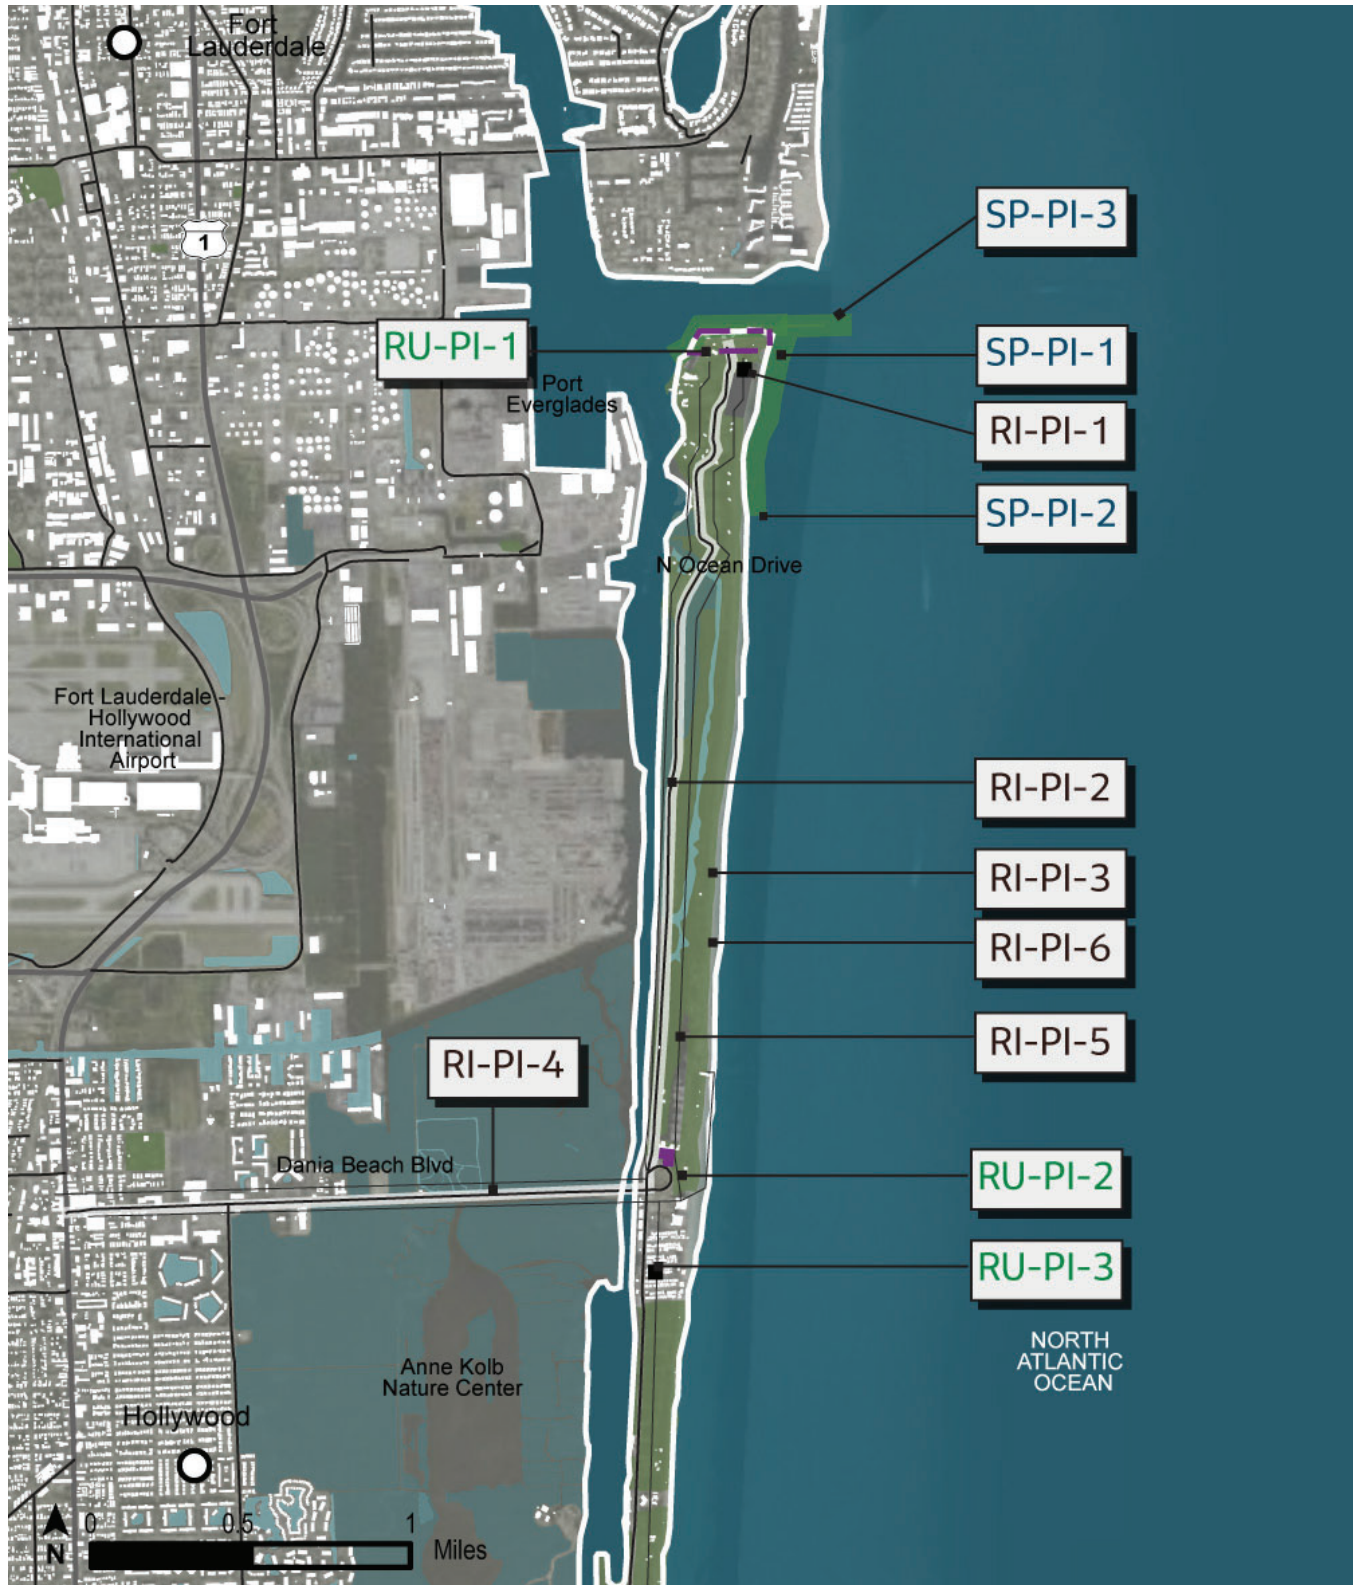 Fort
Lauderdale
1
SP-PI-3
RU-PI-1
SP-PI-1
Port
Everglades
RI-PI-1
SP-PI-2
N Ocean Drive
Fort Lauderdale -
Hollywood
International
Airport
RI-PI-2
RI-PI-3
RI-PI-6
RI-PI-5
RI-PI-4
Dania Beach Blvd
RU-PI-2
RU-PI-3
NORTH
ATLANTIC
OCEAN
Anne Kolb
Nature Center
Hollywood
N
0 0.5 1
Miles